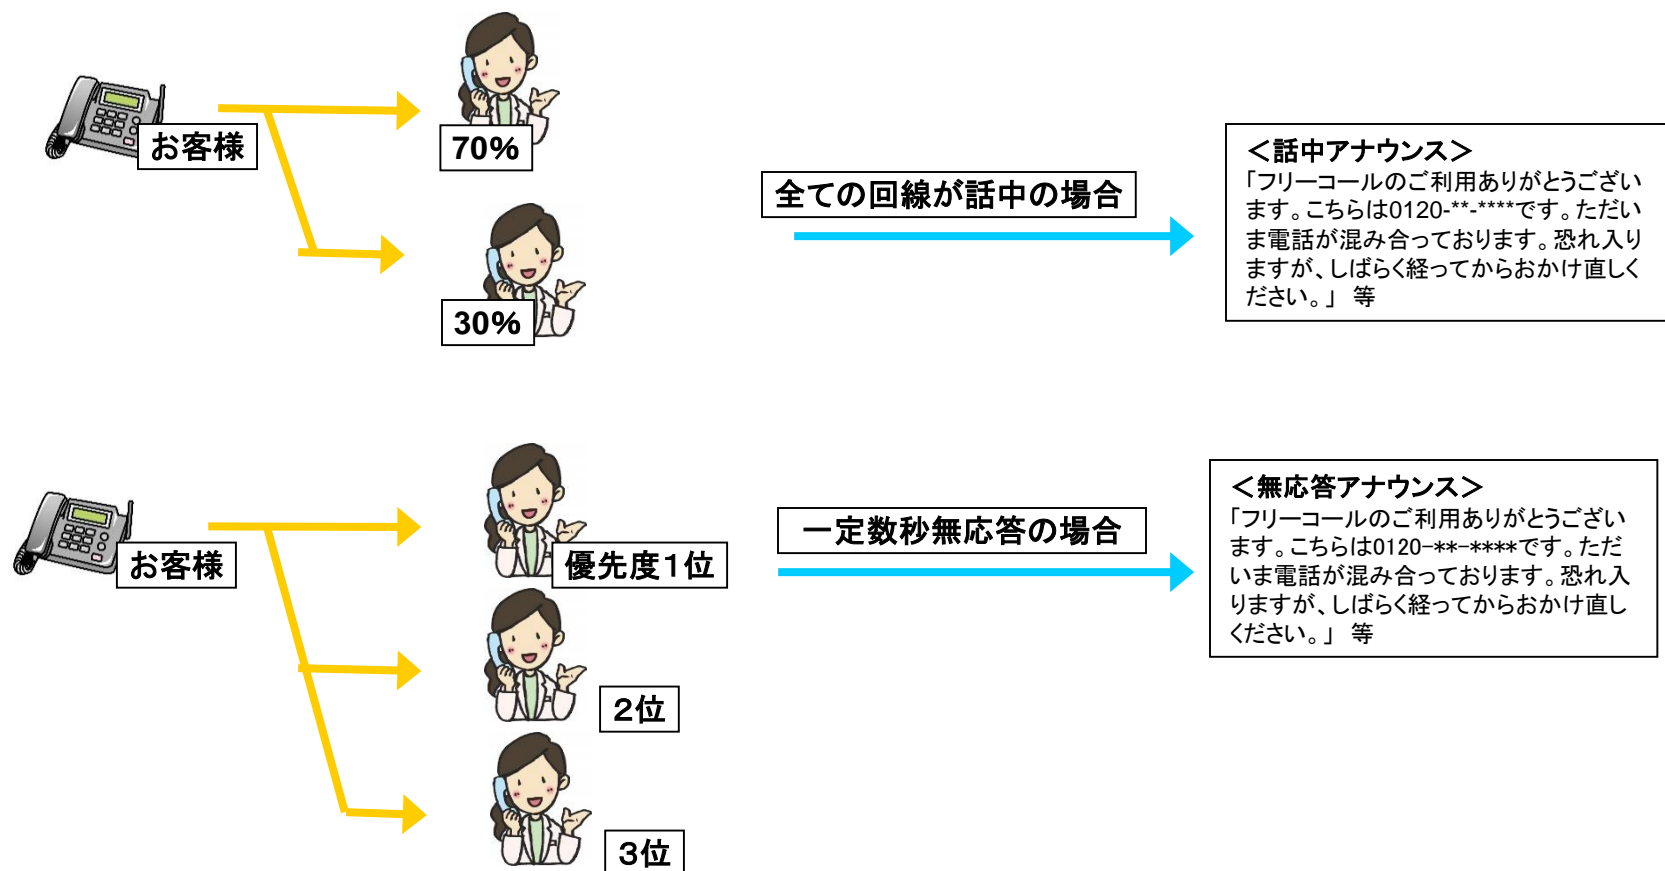 お客様
70%
30%
全ての回線が話中の場合
＜話中アナウンス＞
「フリーコールのご利用ありがとうござい
ます。こちらは0120-**-****です。ただい
ま電話が混み合っております。恐れ入り
ますが、しばらく経ってからおかけ直しく
ださい。」 等
お客様
優先度１位
２位
３位
一定数秒無応答の場合
＜無応答アナウンス＞
「フリーコールのご利用ありがとうござい
ます。こちらは0120-**-****です。ただ
いま電話が混み合っております。恐れ入
りますが、しばらく経ってからおかけ直し
ください。」 等